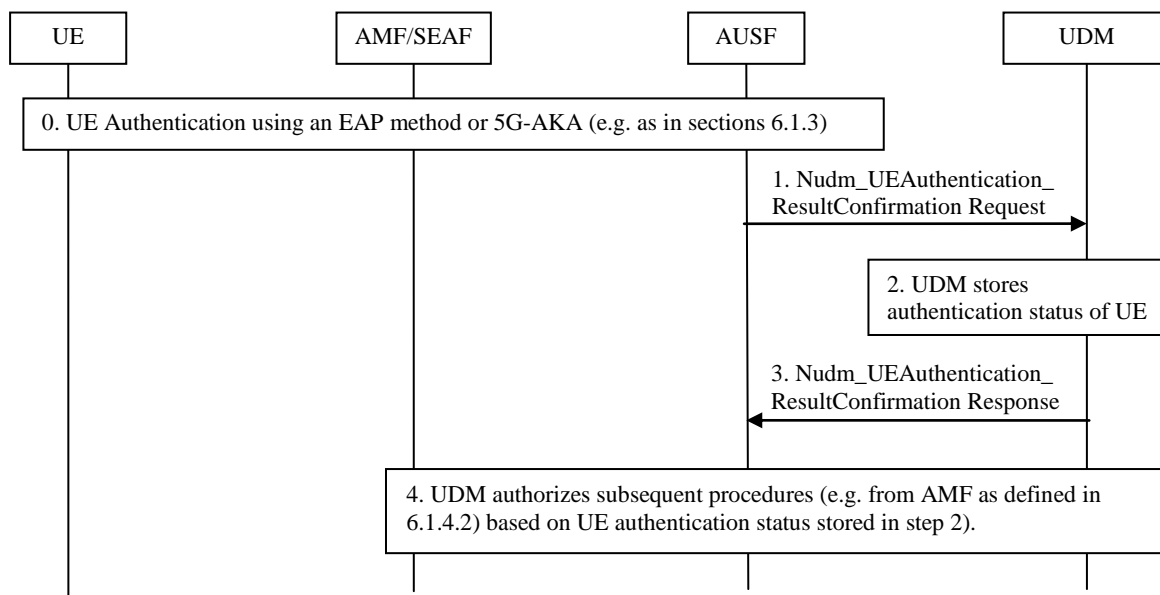 UE
AMF/SEAF
AUSF
UDM
0. UE Authentication using an EAP method or 5G-AKA (e.g. as in sections 6.1.3)
1. Nudm_UEAuthentication_
ResultConfirmation Request
2. UDM stores
authentication status of UE
3. Nudm_UEAuthentication_
ResultConfirmation Response
4. UDM authorizes subsequent procedures (e.g. from AMF as defined in
6.1.4.2) based on UE authentication status stored in step 2).